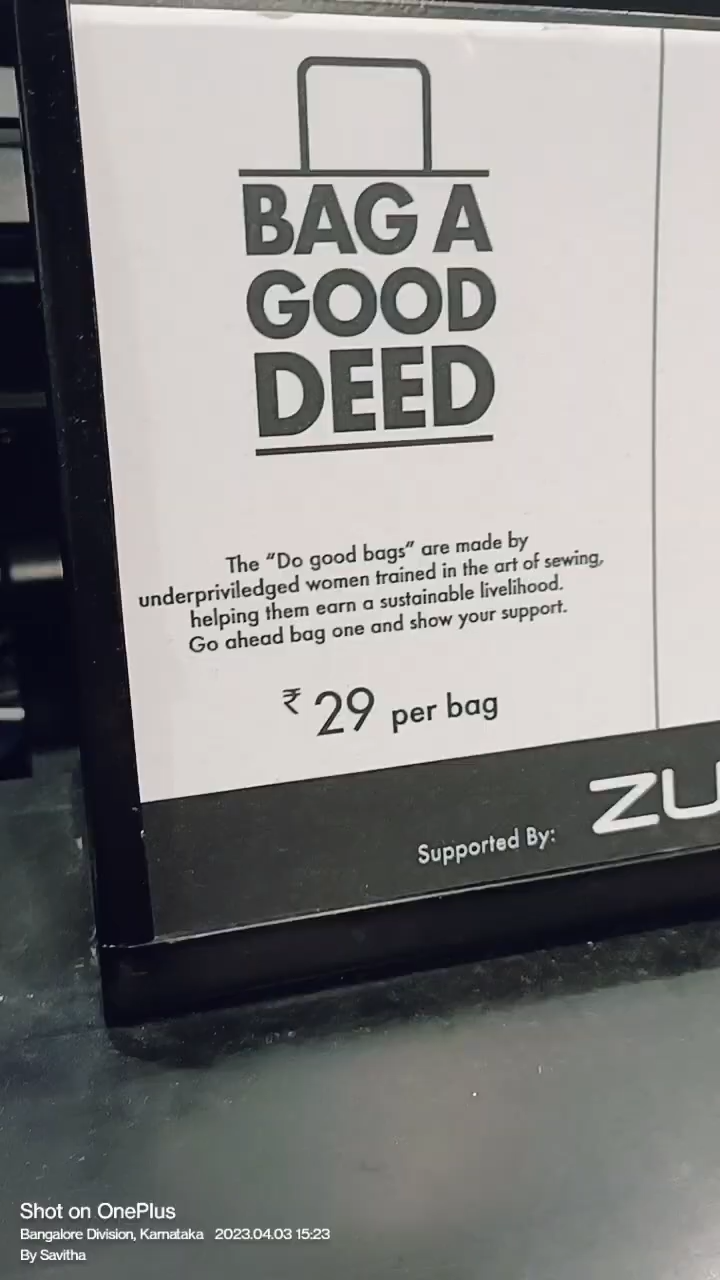 BAG A
GOOD
DEED
The “Do good bags” are made by
underpriviledged women trained in the art of sewing,
helping them earn a sustainable livelihood.
Go ahead bag one and show your support.
₹ 29 per bag
Supported By: ZU
Shot on OnePlus
Bangalore Division, Karnataka 2023.04.03 15:23
By Savitha